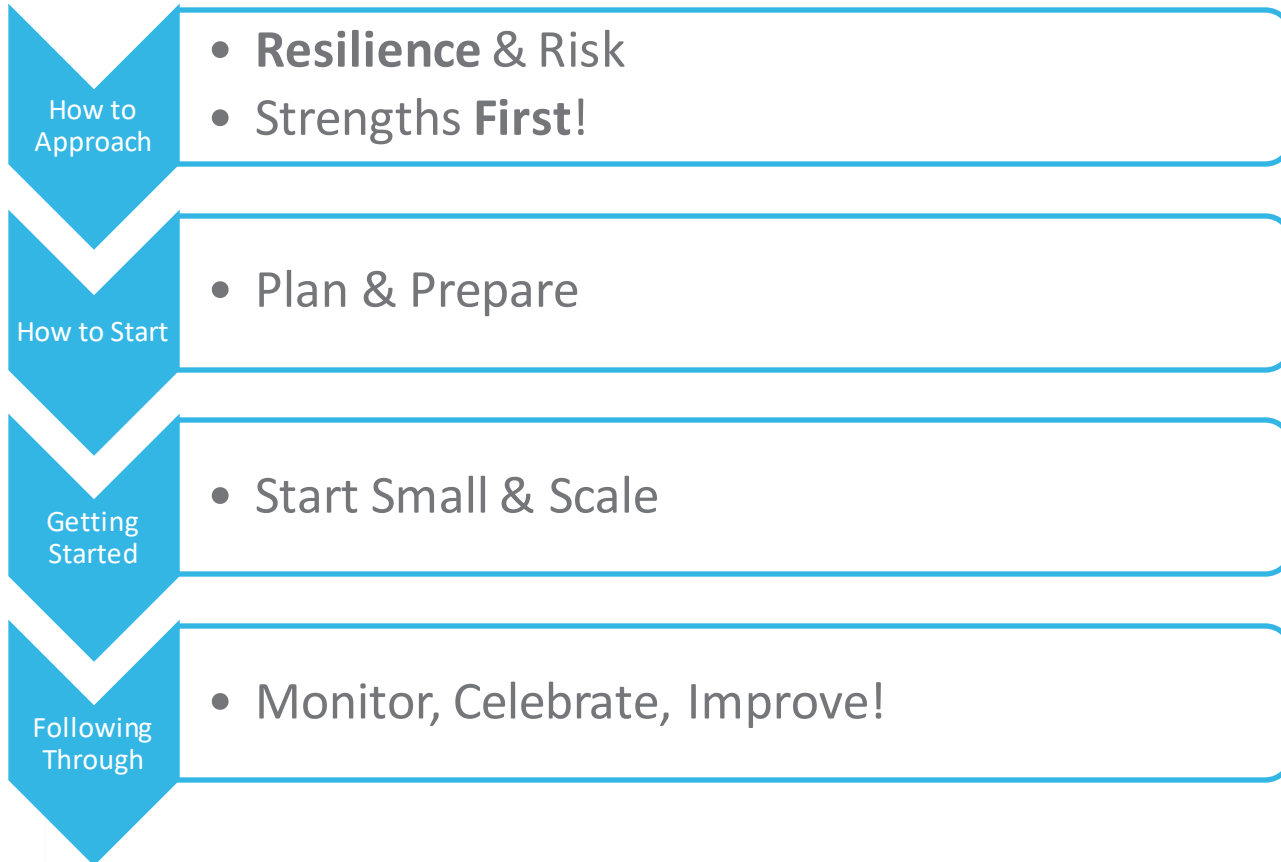 How to
Approach
• Resilience & Risk
• Strengths First!
How to Start
• Plan & Prepare
Getting
Started
• Start Small & Scale
Following
Through
• Monitor, Celebrate, Improve!